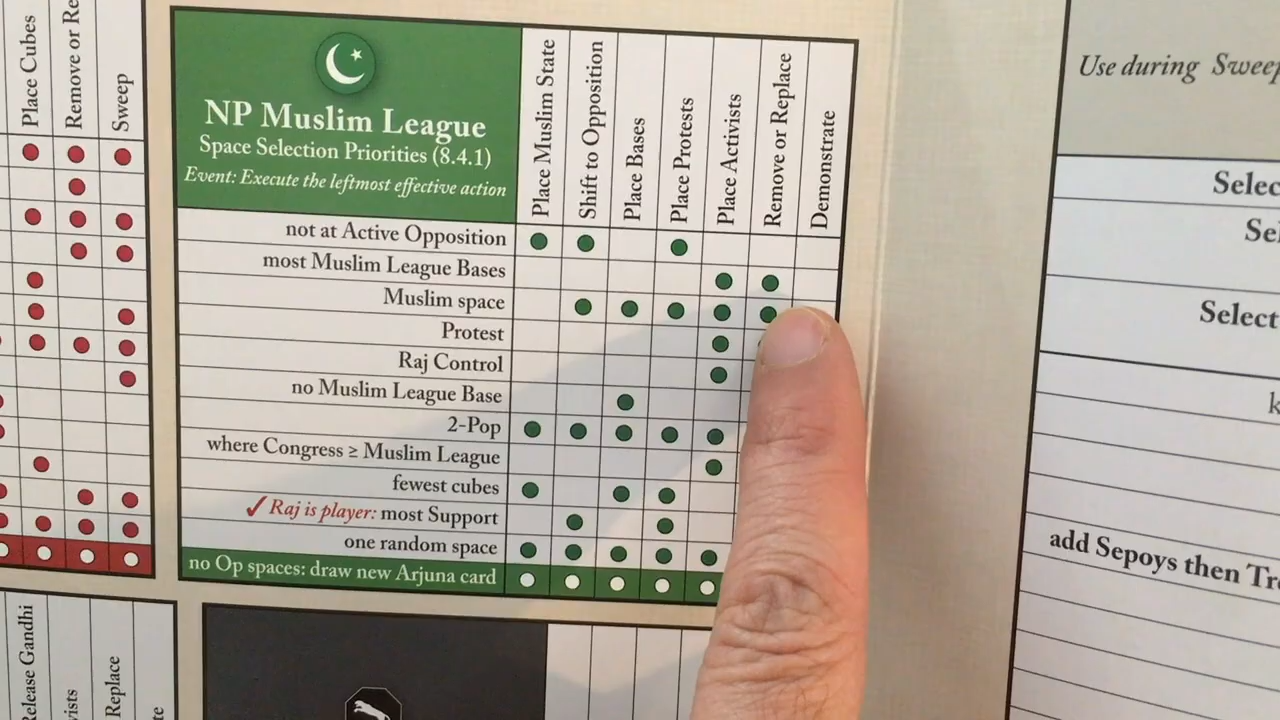 Place Cubes
Remove or Re
Sweep
NP Muslim League
Space Selection Priorities (8.4.1)
Event: Execute the leftmost effective action
Place Muslim State
Shift to Opposition
Place Bases
Place Protests
Place Activists
Remove or Replace
Demonstrate
not at Active Opposition
most Muslim League Bases
Muslim space
Protest
Raj Control
no Muslim League Base
2-Pop
where Congress ≥ Muslim League
fewest cubes
✓ Raj is player: most Support
one random space
no Op spaces: draw new Arjuna card
Release Gandhi
Replace
Use during Sweep
Selec
Sel
Select
add Sepoys then Tr